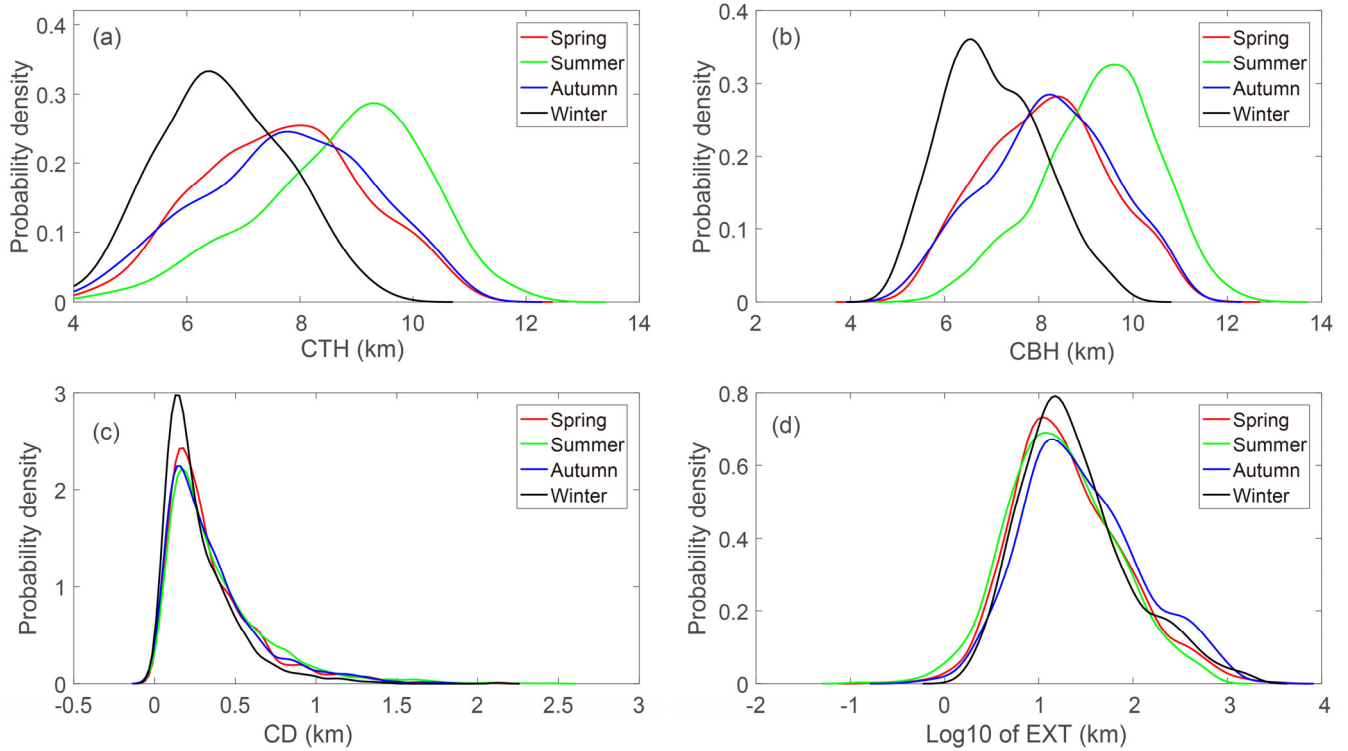 (a)
Probability density
0.4
0.3
0.2
0.1
0
4
6
8
10
12
14
CTH (km)
Spring
Summer
Autumn
Winter
(b)
Probability density
0.4
0.3
0.2
0.1
0
2
4
6
8
10
12
14
CBH (km)
Spring
Summer
Autumn
Winter
(c)
Probability density
3
2
1
0
-0.5
0
0.5
1
1.5
2
2.5
3
CD (km)
Spring
Summer
Autumn
Winter
(d)
Probability density
0.8
0.6
0.4
0.2
0
-2
-1
0
1
2
3
4
Log10 of EXT (km)
Spring
Summer
Autumn
Winter